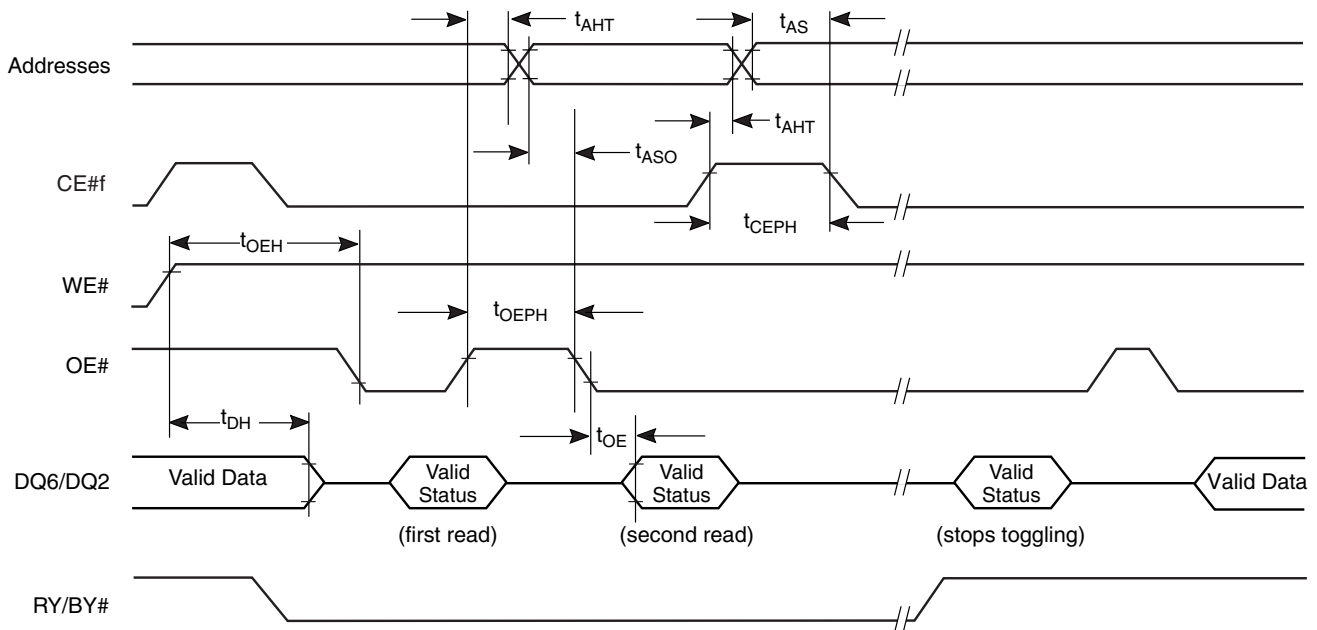 tAHT
tAS
Addresses
tAHT
tASO
CE#f
tCEPH
tOEH
WE#
tOEPH
OE#
tDH
tOE
DQ6/DQ2
Valid Data
Valid
Status
Valid
Status
Valid
Status
Valid Data
(first read)
(second read)
(stops toggling)
RY/BY#